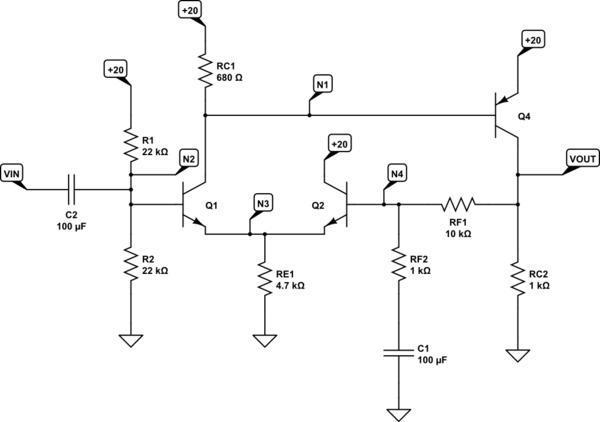 +20
+20
+20
RC1
680 Ω
N1
Q4
R1
22 kΩ
N2
+20
VIN
N4
VOUT
C2
100 µF
Q1
N3
Q2
RF1
10 kΩ
R2
22 kΩ
RE1
4.7 kΩ
RF2
1 kΩ
RC2
1 kΩ
C1
100 µF